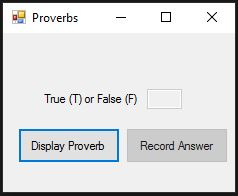 Proverbs
True (T) or False (F)
Display Proverb
Record Answer